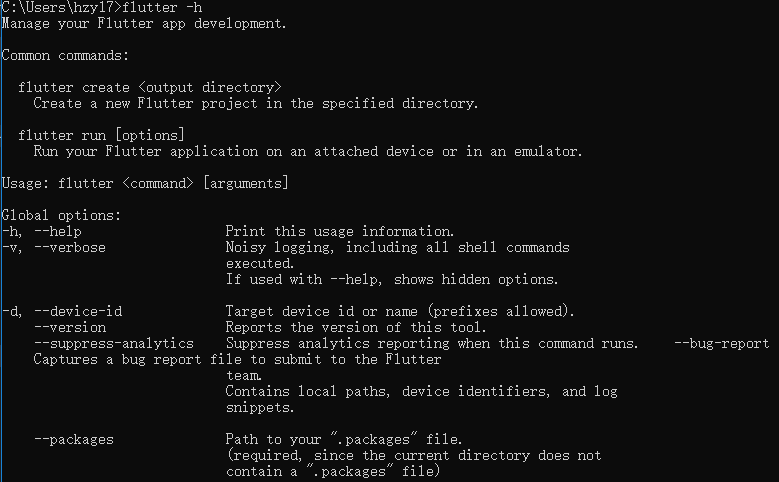 C:\Users\hzy17>flutter -h
Manage your Flutter app development.
Common commands:
flutter create <output directory>
Create a new Flutter project in the specified directory.
flutter run [options]
Run your Flutter application on an attached device or in an emulator.
Usage: flutter <command> [arguments]
Global options:
-h, --help Print this usage information.
-v, --verbose Noisy logging, including all shell commands
executed.
If used with --help, shows hidden options.
-d, --device-id Target device id or name (prefixes allowed).
--version Reports the version of this tool.
--suppress-analytics Suppress analytics reporting when this command runs. --bug-report
Captures a bug report file to submit to the Flutter
team.
Contains local paths, device identifiers, and log
snippets.
--packages Path to your ".packages" file.
(required, since the current directory does not
contain a ".packages" file)